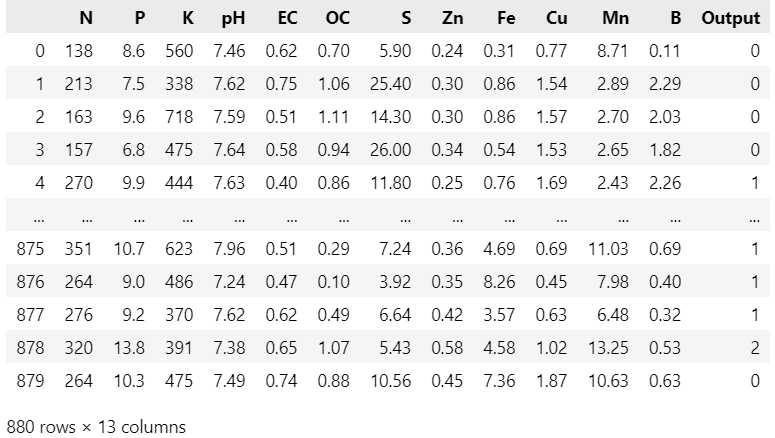 N P K pH EC OC S Zn Fe Cu Mn B Output
0 138 8.6 560 7.46 0.62 0.70 5.90 0.24 0.31 0.77 8.71 0.11 0
1 213 7.5 338 7.62 0.75 1.06 25.40 0.30 0.86 1.54 2.89 2.29 0
2 163 9.6 718 7.59 0.51 1.11 14.30 0.30 0.86 1.57 2.70 2.03 0
3 157 6.8 475 7.64 0.58 0.94 26.00 0.34 0.54 1.53 2.65 1.82 0
4 270 9.9 444 7.63 0.40 0.86 11.80 0.25 0.76 1.69 2.43 2.26 1
... ... ... ... ... ... ... ... ... ... ... ... ... ...
875 351 10.7 623 7.96 0.51 0.29 7.24 0.36 4.69 0.69 11.03 0.69 1
876 264 9.0 486 7.24 0.47 0.10 3.92 0.35 8.26 0.45 7.98 0.40 1
877 276 9.2 370 7.62 0.62 0.49 6.64 0.42 3.57 0.63 6.48 0.32 1
878 320 13.8 391 7.38 0.65 1.07 5.43 0.58 4.58 1.02 13.25 0.53 2
879 264 10.3 475 7.49 0.74 0.88 10.56 0.45 7.36 1.87 10.63 0.63 0
880 rows × 13 columns